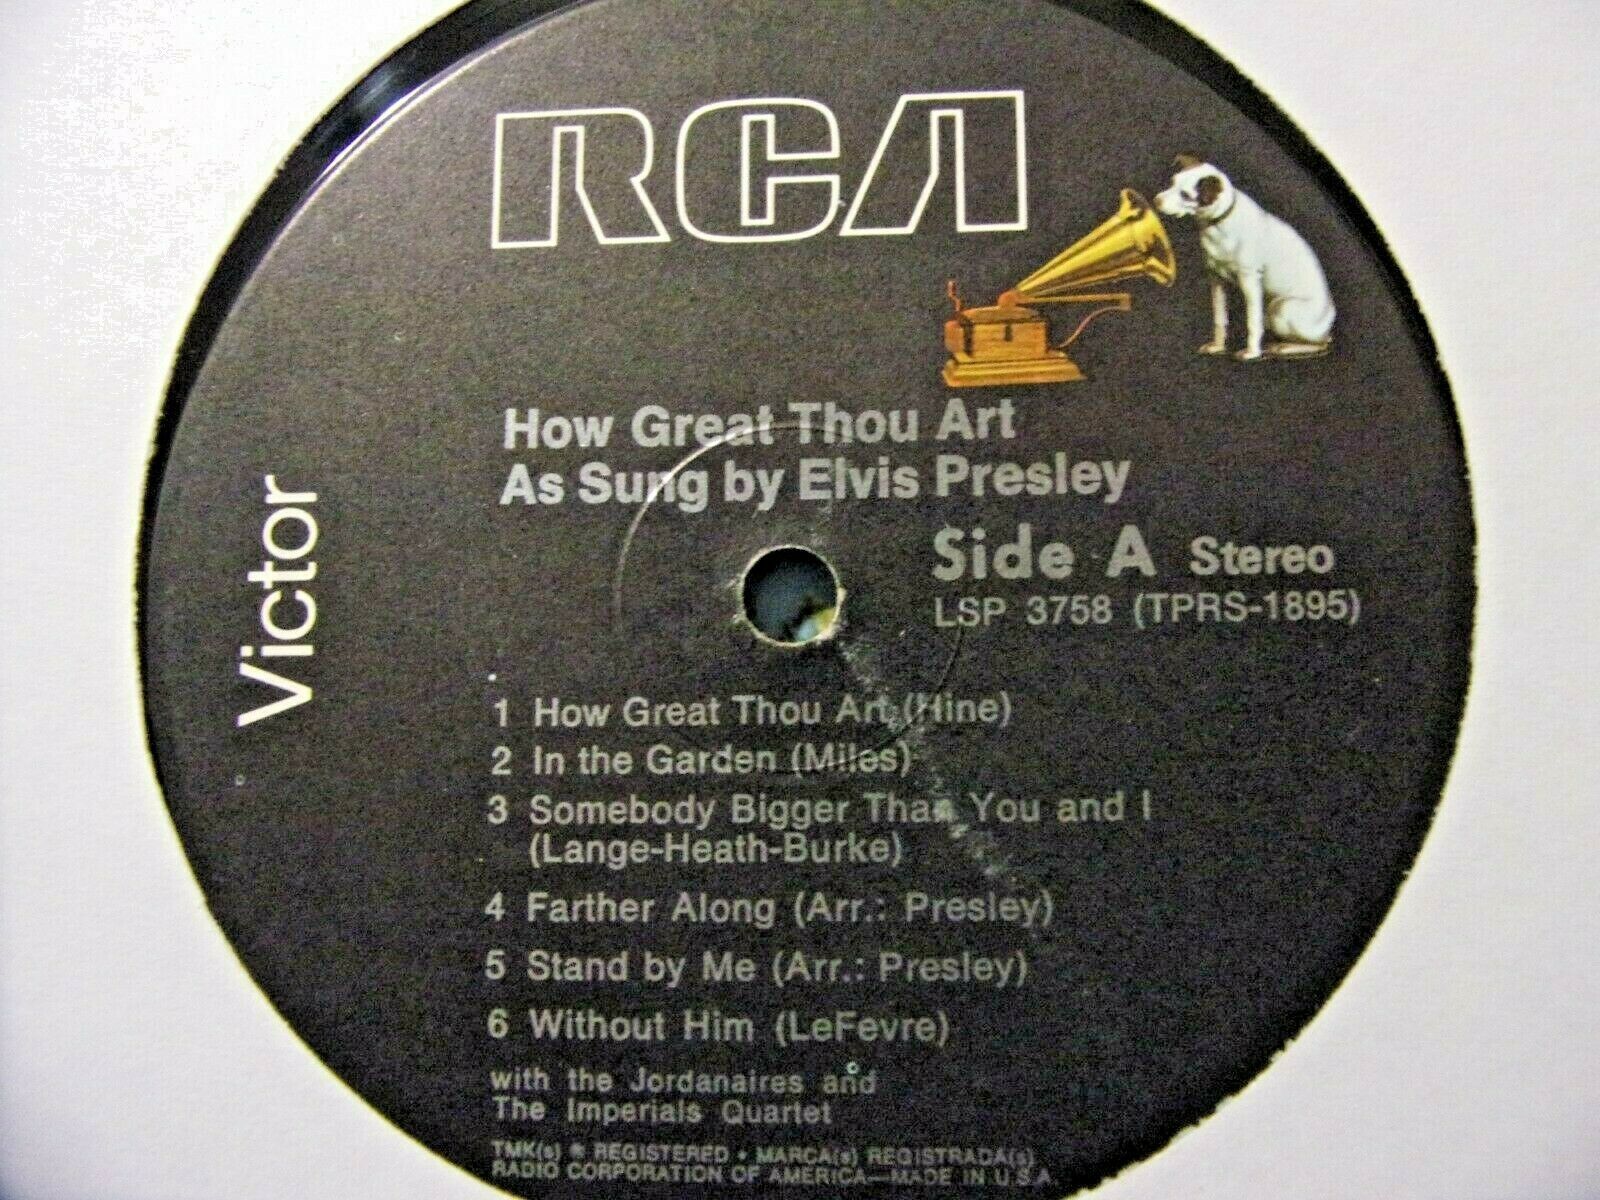 RCA
Victor
How Great Thou Art
As Sung by Elvis Presley
Side A Stereo
LSP 3758 (TPRS-1895)
1 How Great Thou Art (Hine)
2 In the Garden (Miles)
3 Somebody Bigger Than You and I
(Lange-Heath-Burke)
4 Farther Along (Arr.: Presley)
5 Stand by Me (Arr.: Presley)
6 Without Him (LeFevre)
with the Jordanaires and
The Imperials Quartet
TMK(s) ® REGISTERED • MARCA(s) REGISTRADA(s)
RADIO CORPORATION OF AMERICA—MADE IN U.S.A.